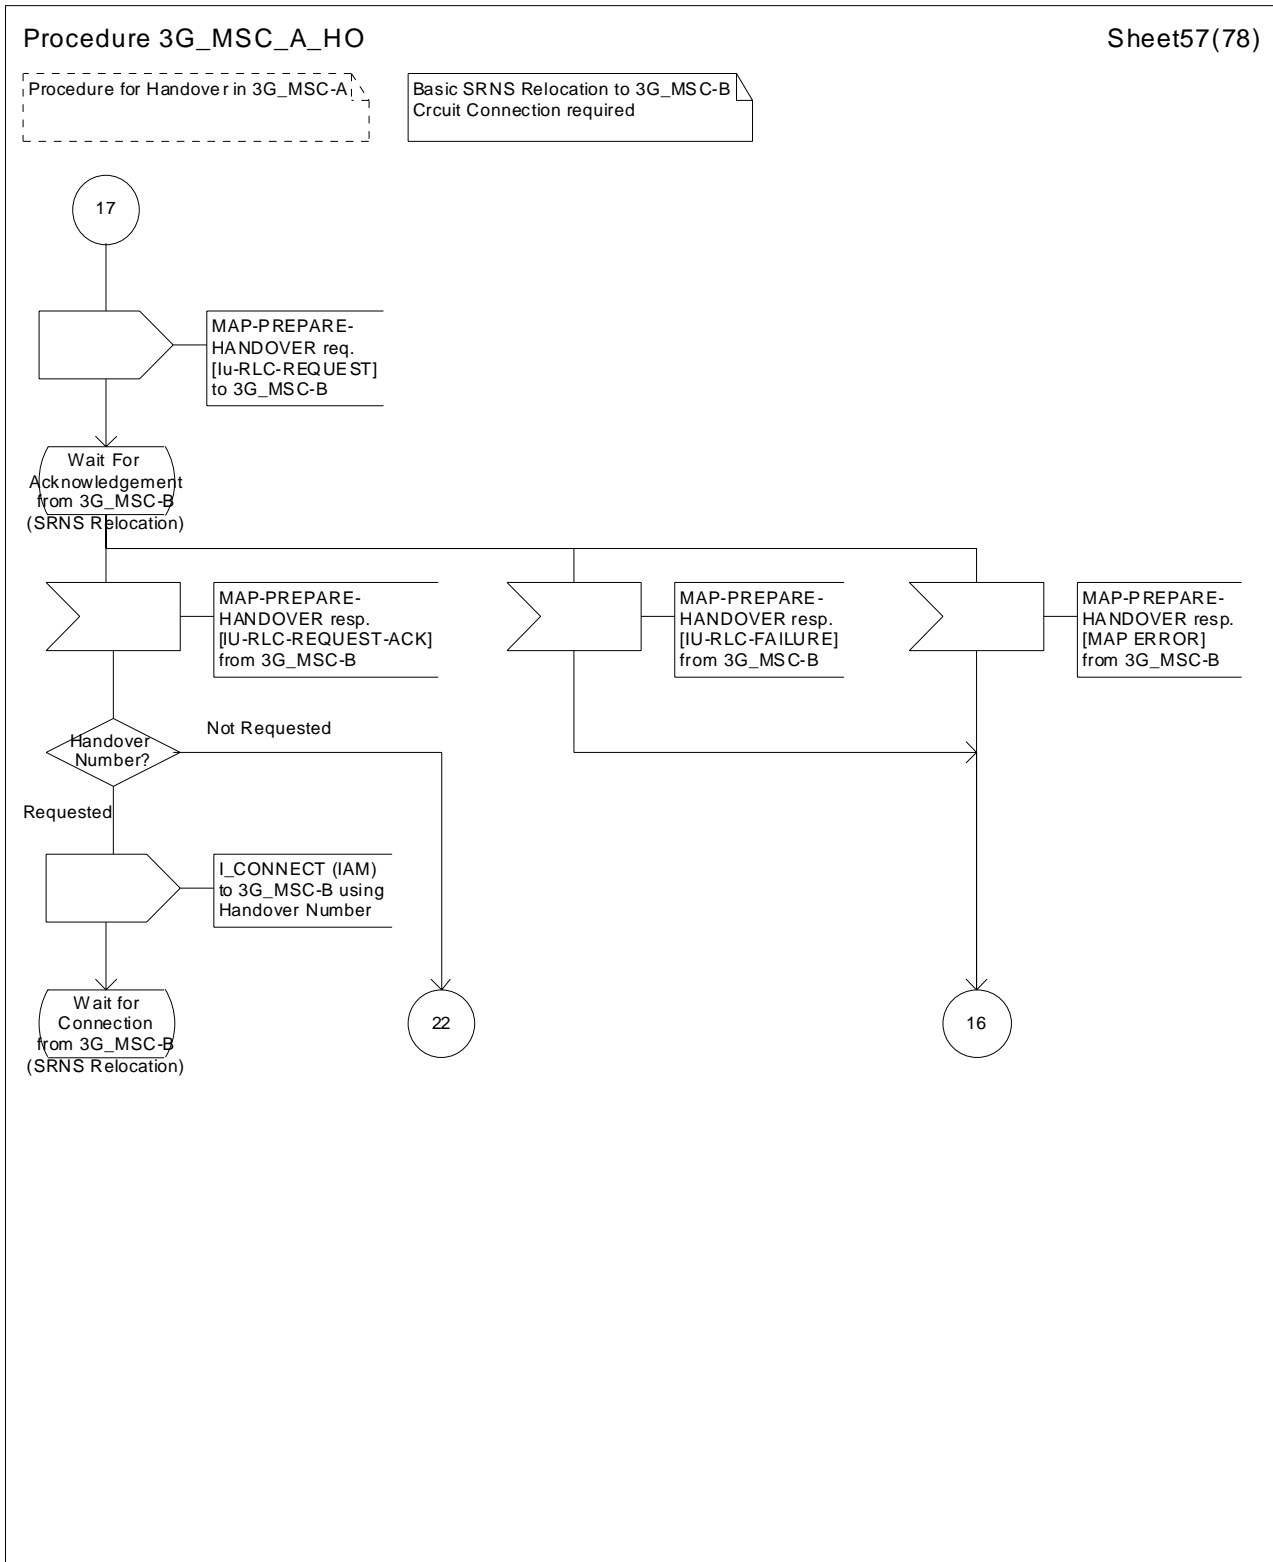 Procedure 3G_MSC_A_HO
Sheet57(78)
Procedure for Handover in 3G_MSC-A
Basic SRNS Relocation to 3G_MSC-B
Crcuit Connection required
17
MAP-PREPARE-
HANDOVER req.
[Iu-RLC-REQUEST]
to 3G_MSC-B
Wait For
Acknowledgement
from 3G_MSC-B
(SRNS Relocation)
MAP-PREPARE-
HANDOVER resp.
[IU-RLC-REQUEST-ACK]
from 3G_MSC-B
MAP-PREPARE-
HANDOVER resp.
[IU-RLC-FAILURE]
from 3G_MSC-B
MAP-PREPARE-
HANDOVER resp.
[MAP ERROR]
from 3G_MSC-B
Handover
Number?
Not Requested
Requested
I_CONNECT (IAM)
to 3G_MSC-B using
Handover Number
Wait for
Connection
from 3G_MSC-B
(SRNS Relocation)
22
16